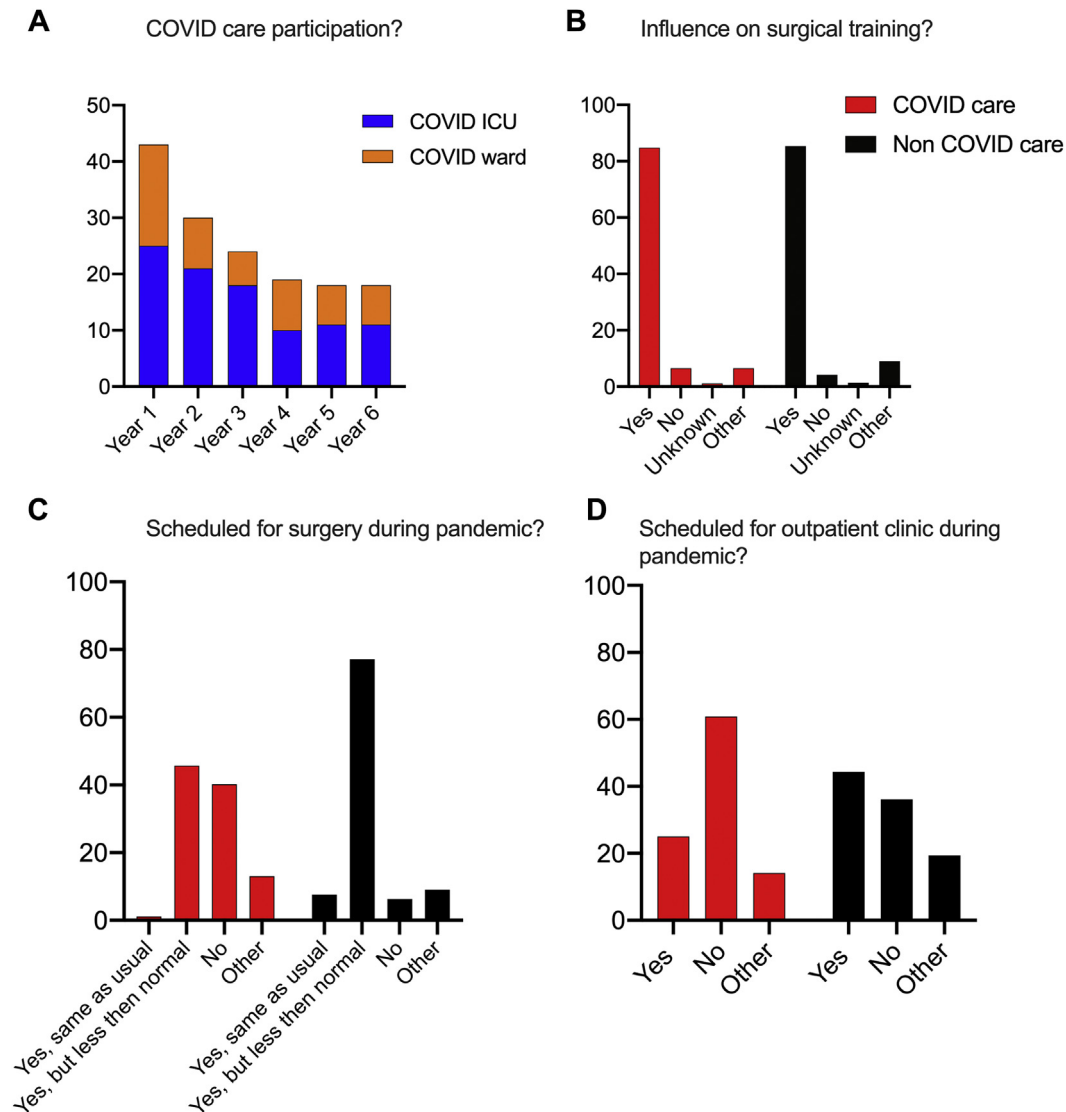 A
COVID care participation?
50
40
30
20
10
0
COVID ICU
COVID ward
Year 1
Year 2
Year 3
Year 4
Year 5
Year 6
B
Influence on surgical training?
100
80
60
40
20
0
COVID care
Non COVID care
Yes
No
Unknown
Other
Yes
No
Unknown
Other
C
Scheduled for surgery during pandemic?
100
80
60
40
20
0
Yes, same as usual
Yes, but less then normal
No
Other
Yes, same as usual
Yes, but less then normal
No
Other
D
Scheduled for outpatient clinic during
pandemic?
100
80
60
40
20
0
Yes
No
Other
Yes
No
Other